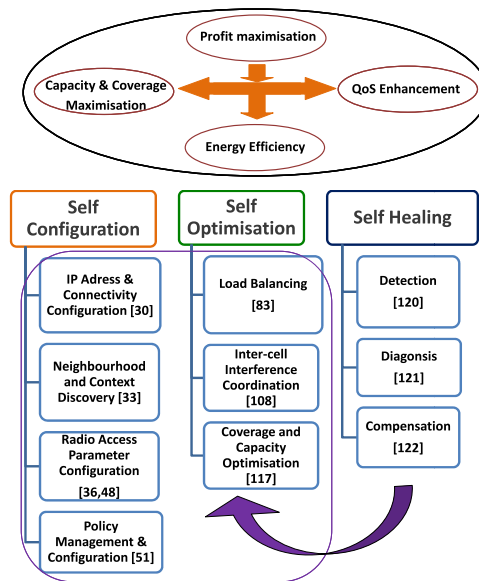 Profit maximisation
Capacity & Coverage
Maximisation
QoS Enhancement
Energy Efficiency
Self
Configuration
IP Adress &
Connectivity
Configuration [30]
Neighbourhood
and Context
Discovery [33]
Radio Access
Parameter
Configuration
[36,48]
Policy
Management &
Configuration [51]
Self
Optimisation
Load Balancing
[83]
Inter-cell
Interference
Coordination
[108]
Coverage and
Capacity
Optimisation
[117]
Self Healing
Detection
[120]
Diagonsis
[121]
Compensation
[122]